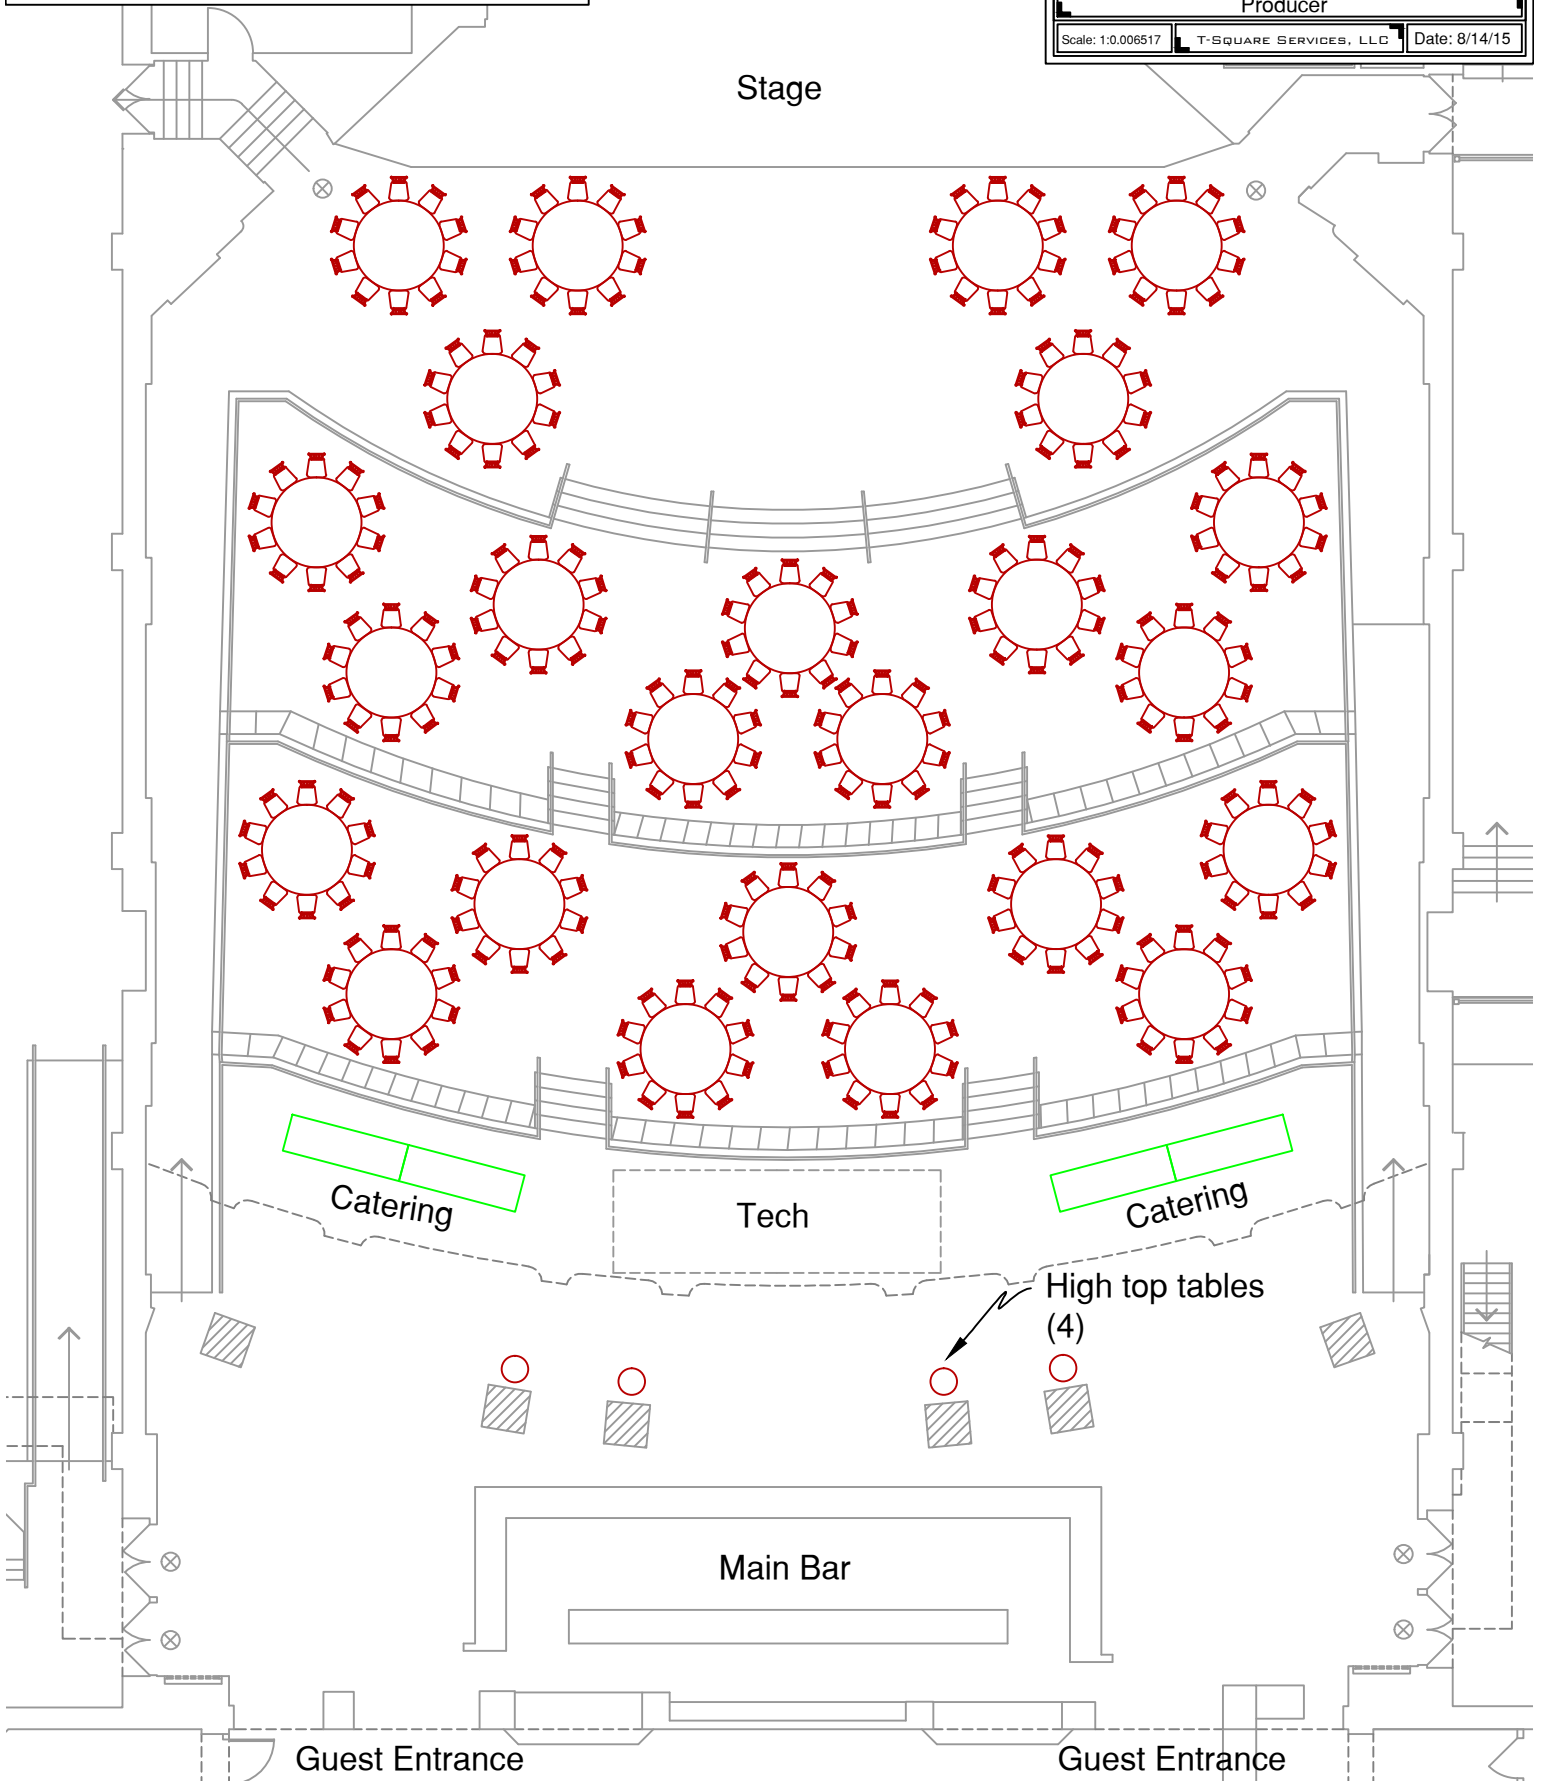 Producer
Scale: 1:0.006517
T-Square Services, LLC
Date: 8/14/15
Stage
Catering
Tech
Catering
High top tables
(4)
Main Bar
Guest Entrance
Guest Entrance